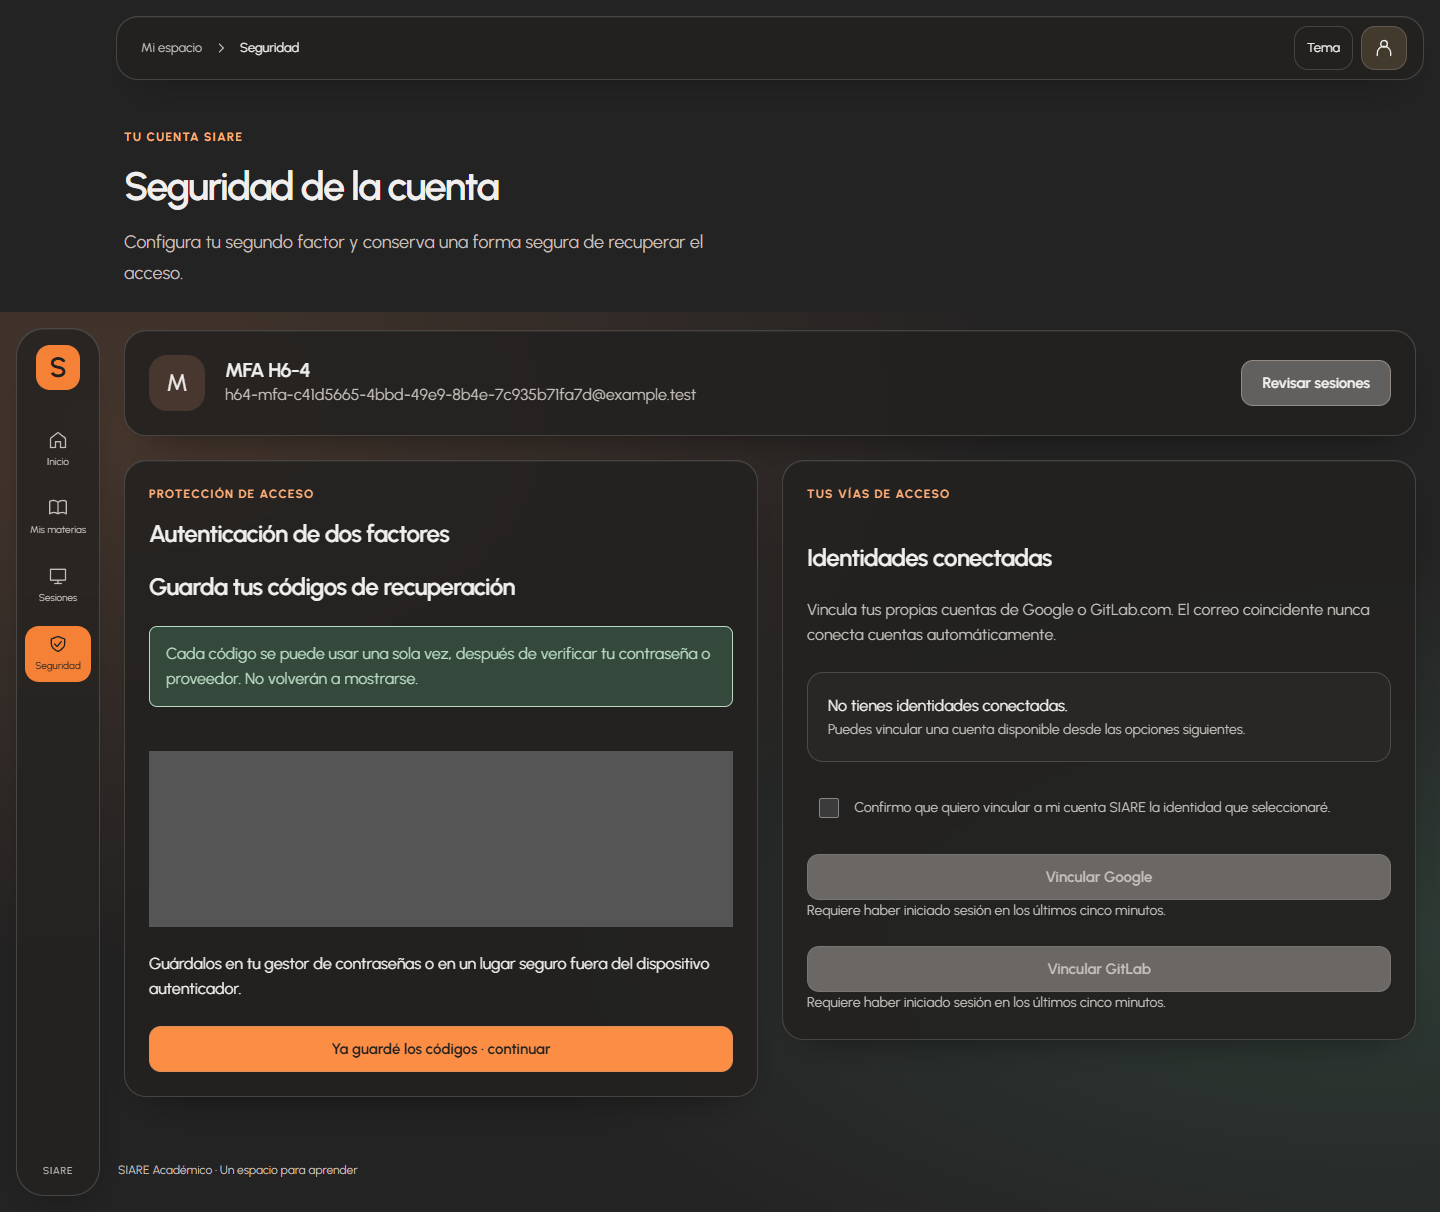 Mi espacio > Seguridad
Tema
TU CUENTA SIARE
Seguridad de la cuenta
Configura tu segundo factor y conserva una forma segura de recuperar el
acceso.
S
Inicio
Mis materias
Sesiones
Seguridad
SIARE
M
MFA H6-4
h64-mfa-c41d5665-4bbd-49e9-8b4e-7c935b71fa7d@example.test
Revisar sesiones
PROTECCIÓN DE ACCESO
Autenticación de dos factores
Guarda tus códigos de recuperación
Cada código se puede usar una sola vez, después de verificar tu contraseña o
proveedor. No volverán a mostrarse.
Guárdalos en tu gestor de contraseñas o en un lugar seguro fuera del dispositivo
autenticador.
Ya guardé los códigos · continuar
TUS VÍAS DE ACCESO
Identidades conectadas
Vincula tus propias cuentas de Google o GitLab.com. El correo coincidente nunca
conecta cuentas automáticamente.
No tienes identidades conectadas.
Puedes vincular una cuenta disponible desde las opciones siguientes.
Confirmo que quiero vincular a mi cuenta SIARE la identidad que seleccionaré.
Vincular Google
Requiere haber iniciado sesión en los últimos cinco minutos.
Vincular GitLab
Requiere haber iniciado sesión en los últimos cinco minutos.
SIARE Académico · Un espacio para aprender